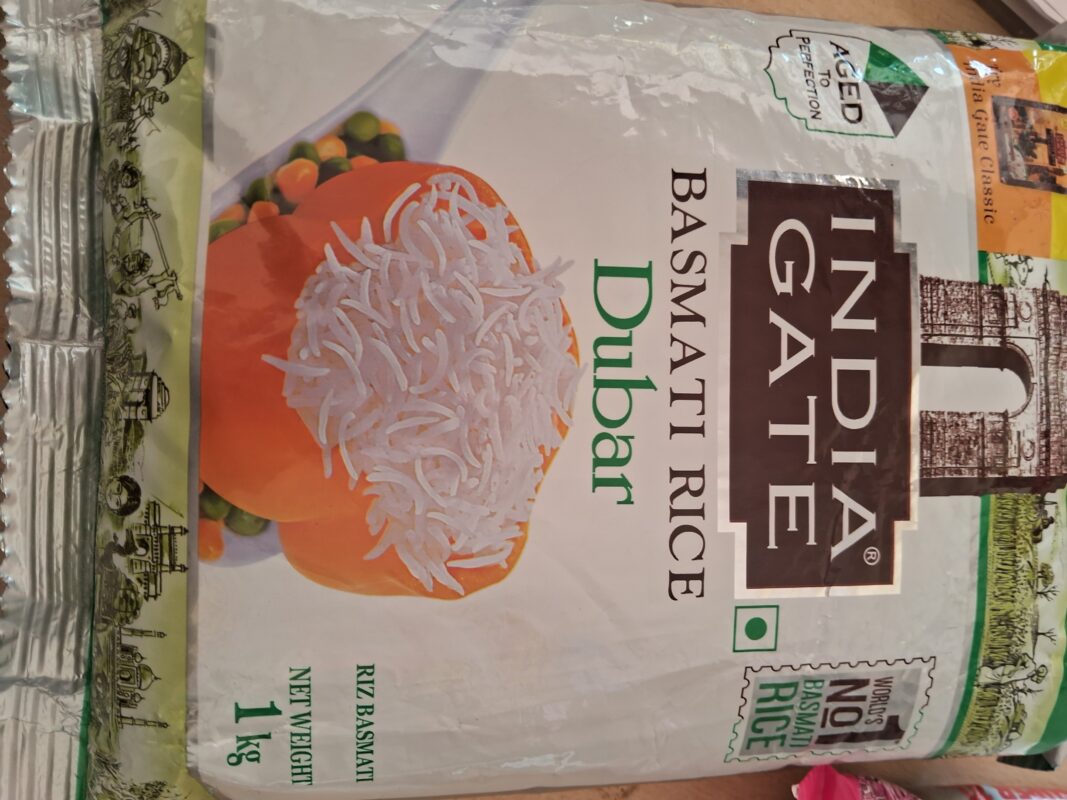 Try
India Gate Classic
AGED
TO
PERFECTION
INDIA
GATE®
BASMATI RICE
Dubar
WORLD'S
NO1
BASMATI
RICE
RIZ BASMATI
NET WEIGHT
1 kg